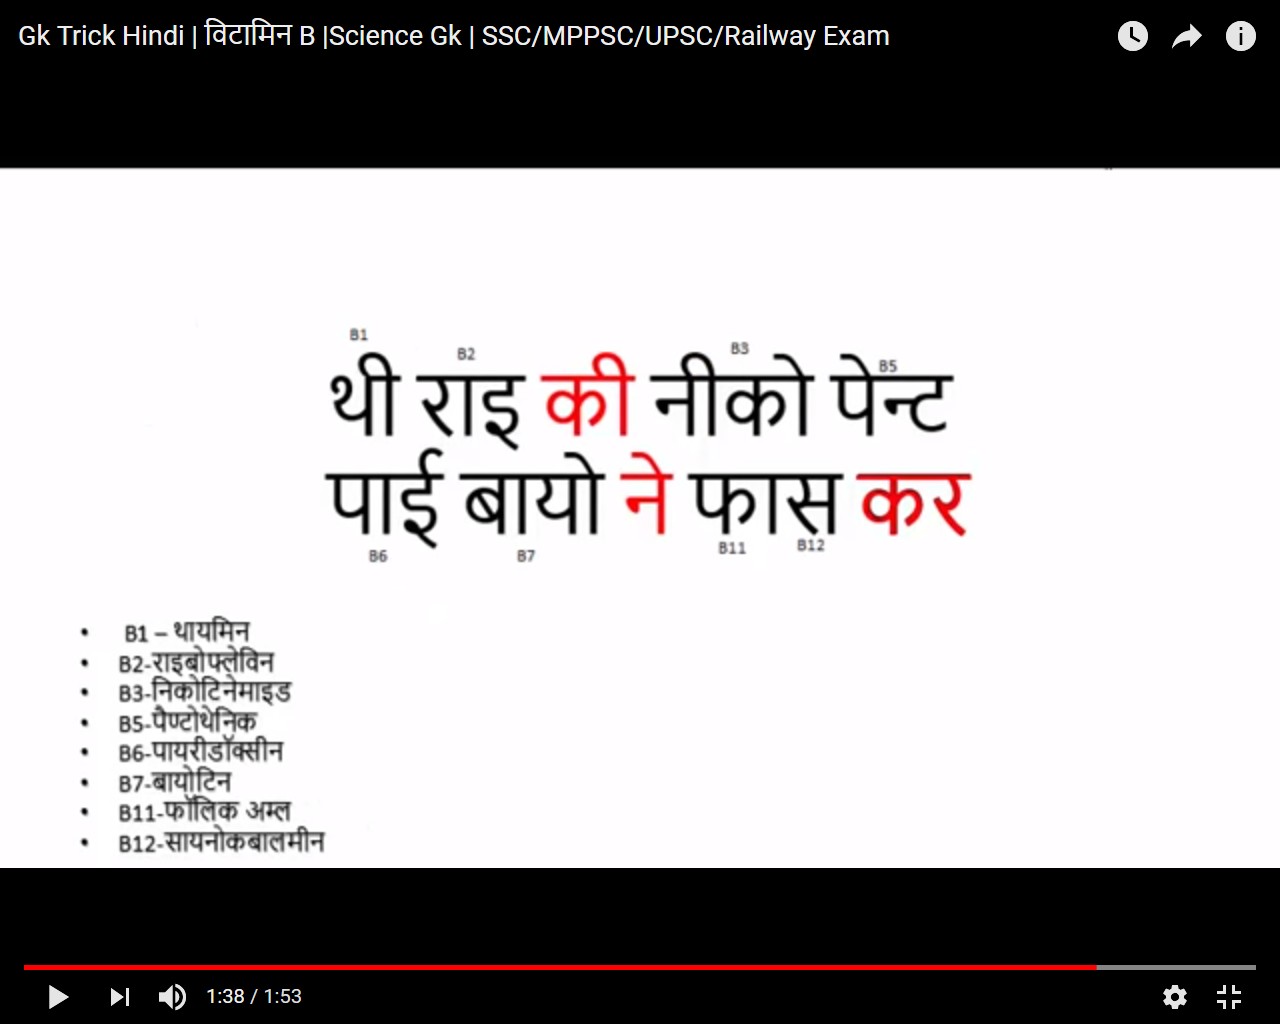 Gk Trick Hindi | विटामिन B |Science Gk | SSC/MPPSC/UPSC/Railway Exam
B1 B2 B3 B5
थी राइ की नीको पेन्ट
पाई बायो ने फास कर
B6 B7 B11 B12
• B1 – थायमिन
• B2-राइबोफ्लेविन
• B3-निकोटिनेमाइड
• B5-पैण्टोथेनिक
• B6-पायरीडॉक्सीन
• B7-बायोटिन
• B11-फॉलिक अम्ल
• B12-सायनोकबालमीन
1:38 / 1:53